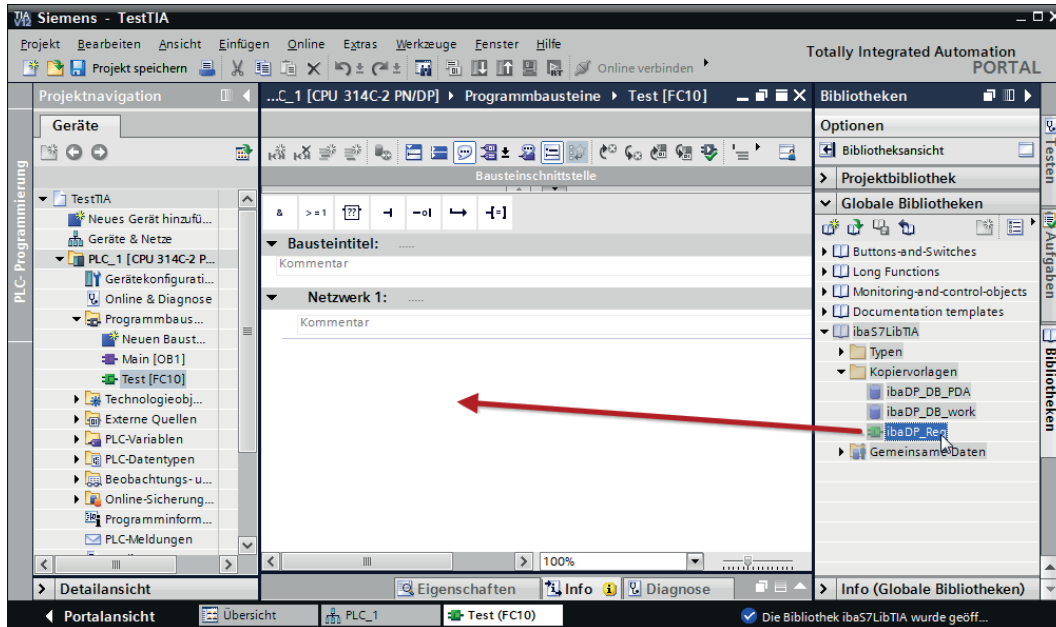 Siemens - TestTIA
Projekt Bearbeiten Ansicht Einfügen Online Extras Werkzeuge Fenster Hilfe
Totally Integrated Automation
PORTAL
Projekt speichern
Online verbinden
Projektnavigation
Geräte
PLC- Programmierung
TestTIA
Neues Gerät hinzufü...
Geräte & Netze
PLC_1 [CPU 314C-2 P...
Gerätekonfigurati...
Online & Diagnose
Programmbaus...
Neuen Baust...
Main [OB1]
Test [FC10]
Technologieobj...
Externe Quellen
PLC-Variablen
PLC-Datentypen
Beobachtungs- u...
Online-Sicherung...
Programminform...
PLC-Meldungen
Detailansicht
...C_1 [CPU 314C-2 PN/DP] Programmbausteine Test [FC10]
Bausteinschnittstelle
& >=1 ??
Bausteintitel: .....
Kommentar
Netzwerk 1: .....
Kommentar
100%
Eigenschaften Info Diagnose
Bibliotheken
Optionen
Bibliotheksansicht
Projektbibliothek
Globale Bibliotheken
Buttons-and-Switches
Long Functions
Monitoring-and-control-objects
Documentation templates
ibaS7LibTIA
Typen
Kopiervorlagen
ibaDP_DB_PDA
ibaDP_DB_work
ibaDP_Req
Gemeinsame Daten
Info (Globale Bibliotheken)
Testen
Aufgaben
Bibliotheken
Portalansicht Übersicht PLC_1 Test (FC10) Die Bibliothek ibaS7LibTIA wurde geöff...